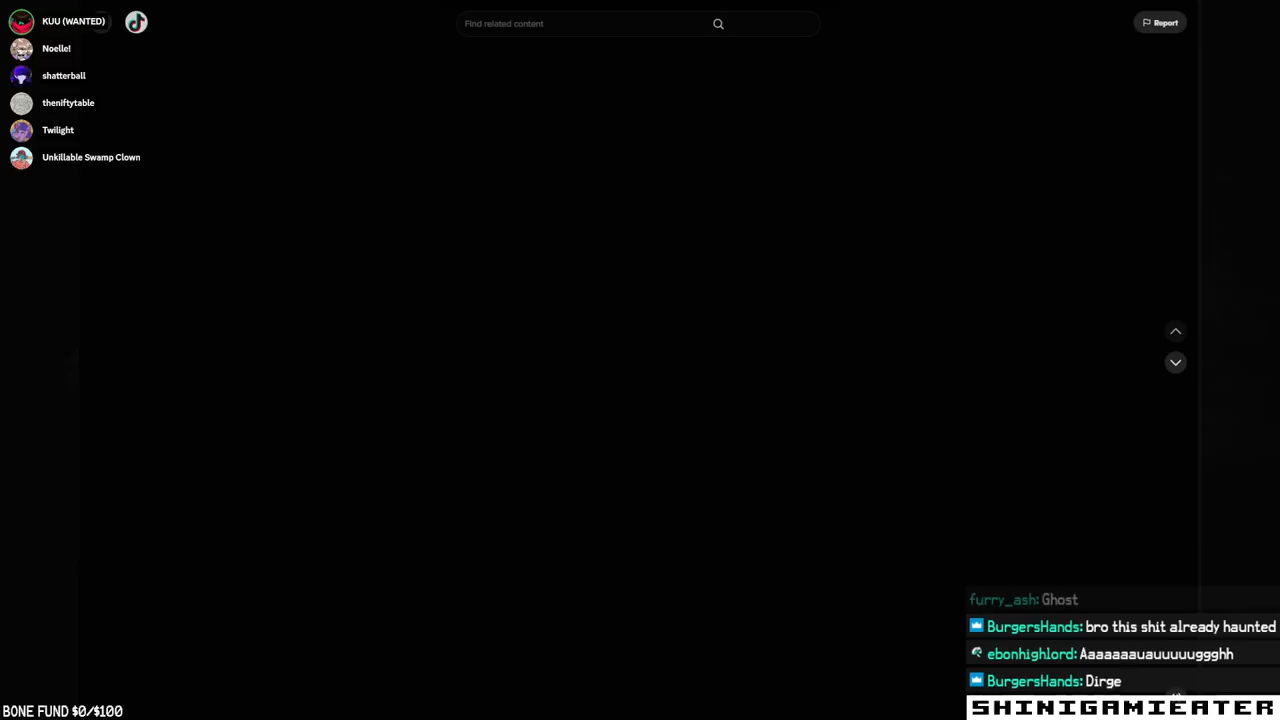 KUU (WANTED)
Find related content
Report
Noelle!
shatterball
theniftytable
Twilight
Unkillable Swamp Clown
furry_ash: Ghost
BurgersHands: bro this shit already haunted
ebonhighlord: Aaaaaaauauuuuuggghh
BurgersHands: Dirge
BONE FUND $0/$100
SHINIGAMIEATER